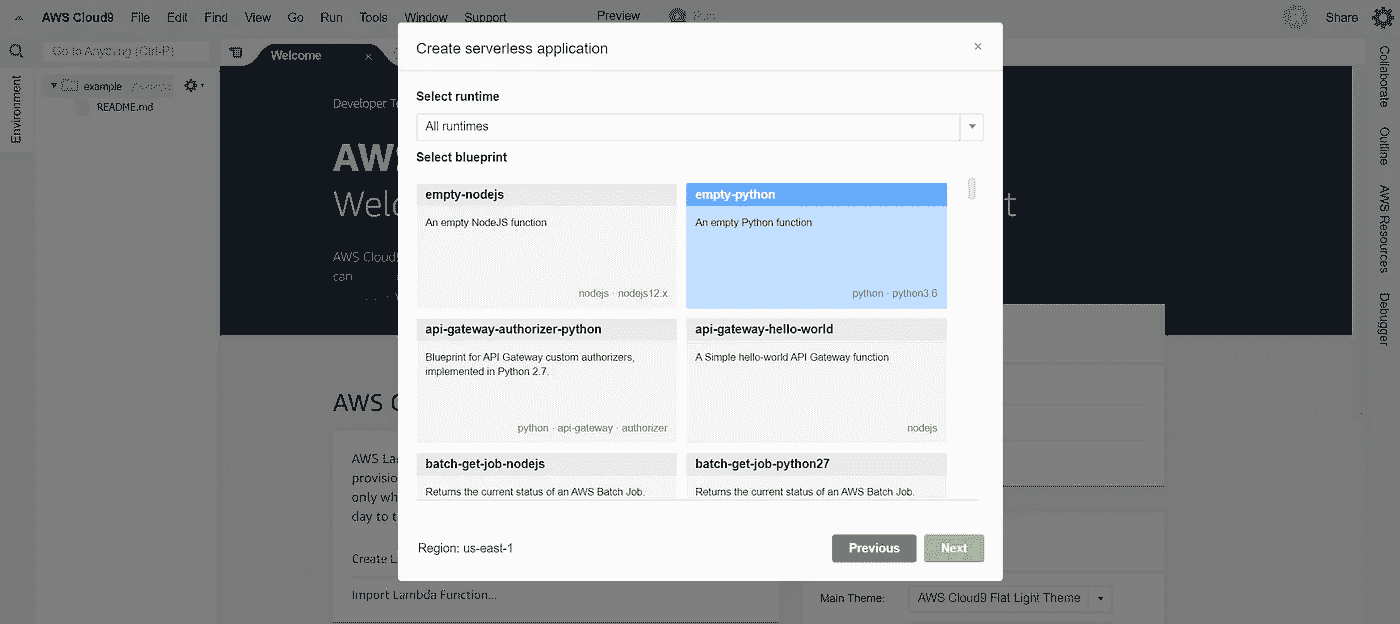 AWS Cloud9 File Edit Find View Go Run Tools Window Support Preview Run Share
Go to Anything (Ctrl-P)
Welcome
example
README.md
Environment
Collaborate
Outline
AWS Resources
Debugger
Developer T
AWS
Welc
t
AWS Cloud9
can
AWS C
AWS La
provisio
only wh
day to t
Create L
Import Lambda Function...
Main Theme: AWS Cloud9 Flat Light Theme
Create serverless application
Select runtime
All runtimes
Select blueprint
empty-nodejs
An empty NodeJS function
nodejs · nodejs12.x
empty-python
An empty Python function
python · python3.6
api-gateway-authorizer-python
Blueprint for API Gateway custom authorizers,
implemented in Python 2.7.
python · api-gateway · authorizer
api-gateway-hello-world
A Simple hello-world API Gateway function
nodejs
batch-get-job-nodejs
Returns the current status of an AWS Batch Job.
batch-get-job-python27
Returns the current status of an AWS Batch Job.
Region: us-east-1
Previous
Next